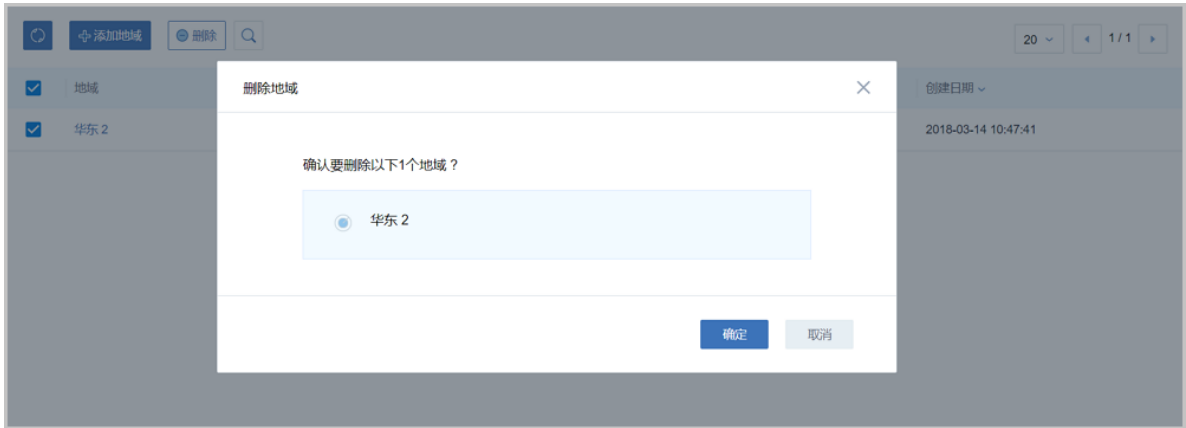 添加地域 删除 20 1 / 1
地域 创建日期
华东 2 2018-03-14 10:47:41
删除地域
确认要删除以下1个地域？
华东 2
确定 取消